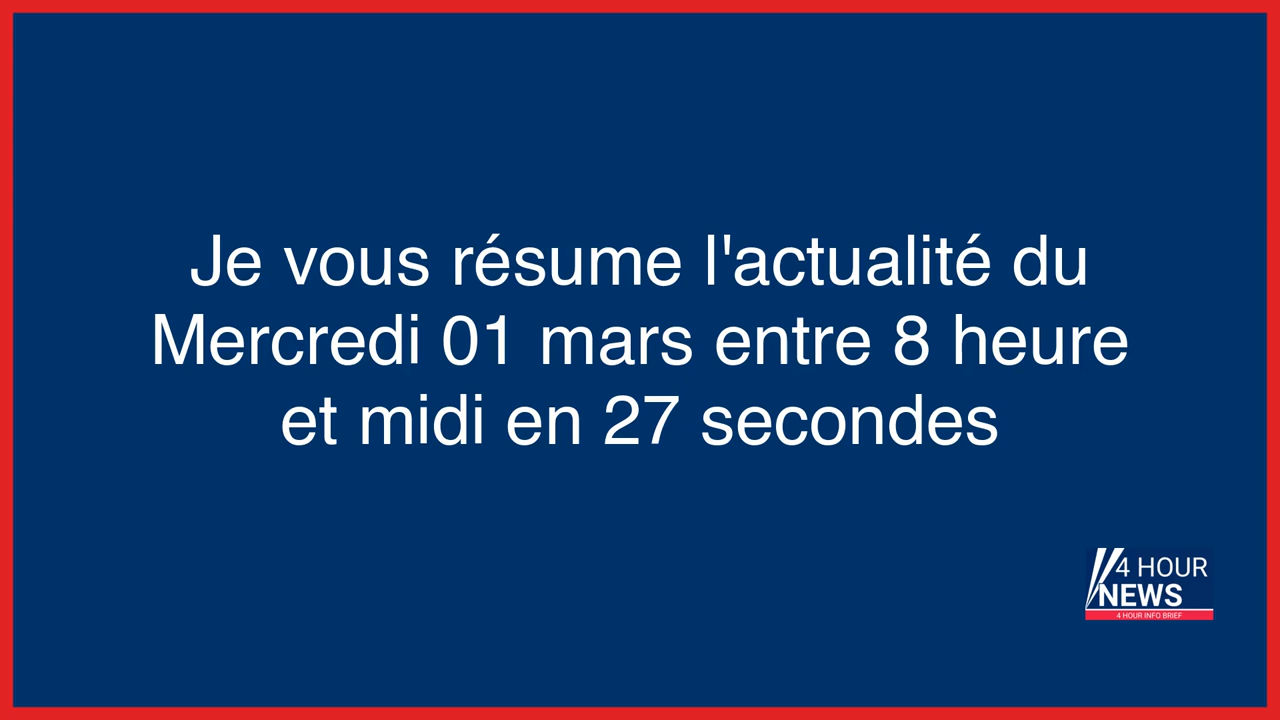 Je vous résume l'actualité du
Mercredi 01 mars entre 8 heure
et midi en 27 secondes
4 HOUR
NEWS
4 HOUR INFO BRIEF